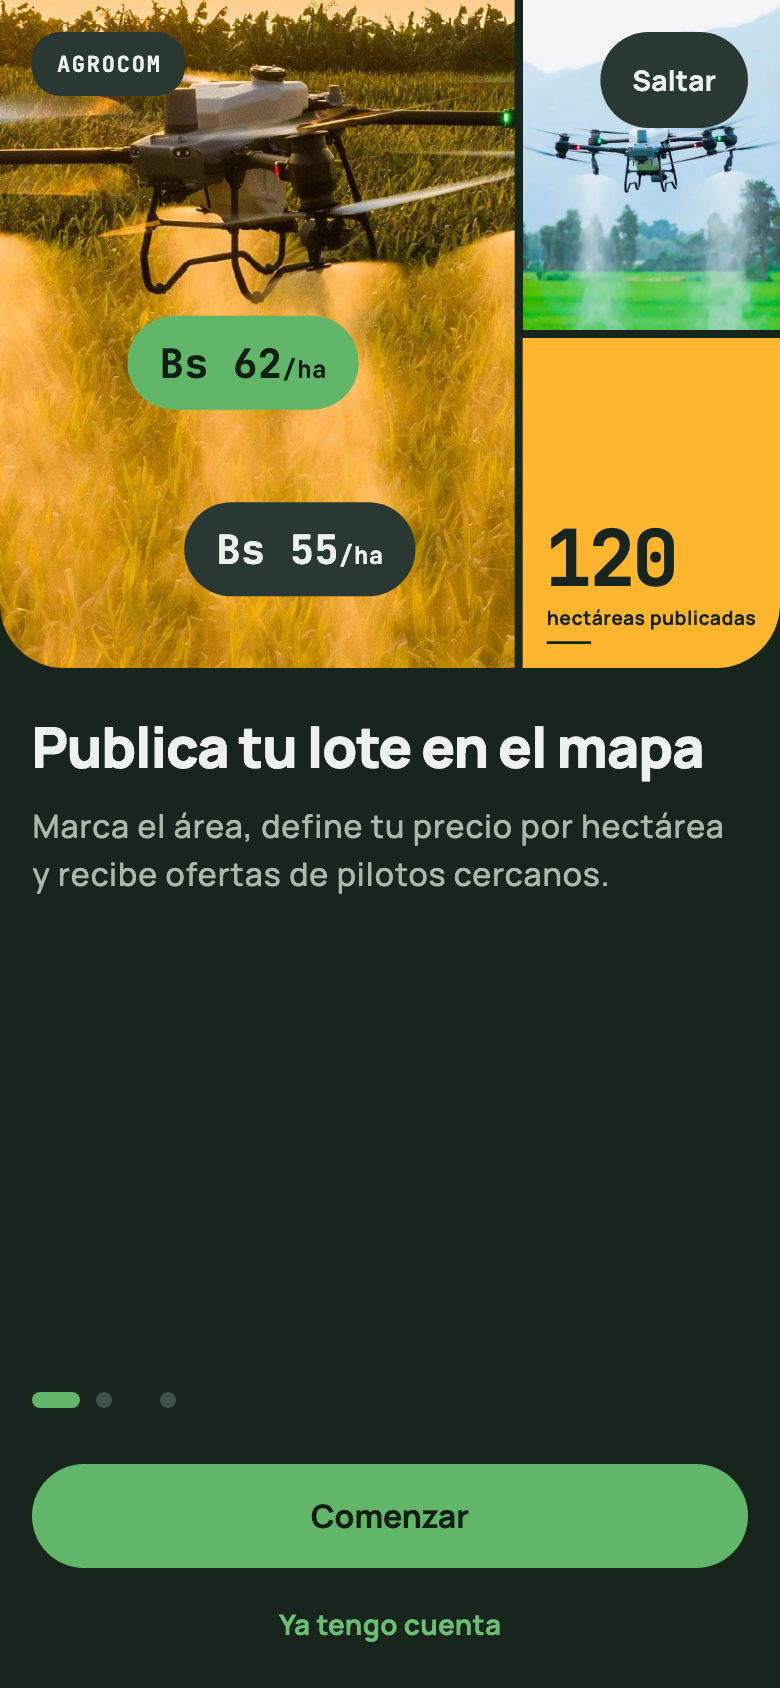 AGROCOM
Saltar
Bs 62/ha
Bs 55/ha
120
hectáreas publicadas
Publica tu lote en el mapa
Marca el área, define tu precio por hectárea
y recibe ofertas de pilotos cercanos.
Comenzar
Ya tengo cuenta